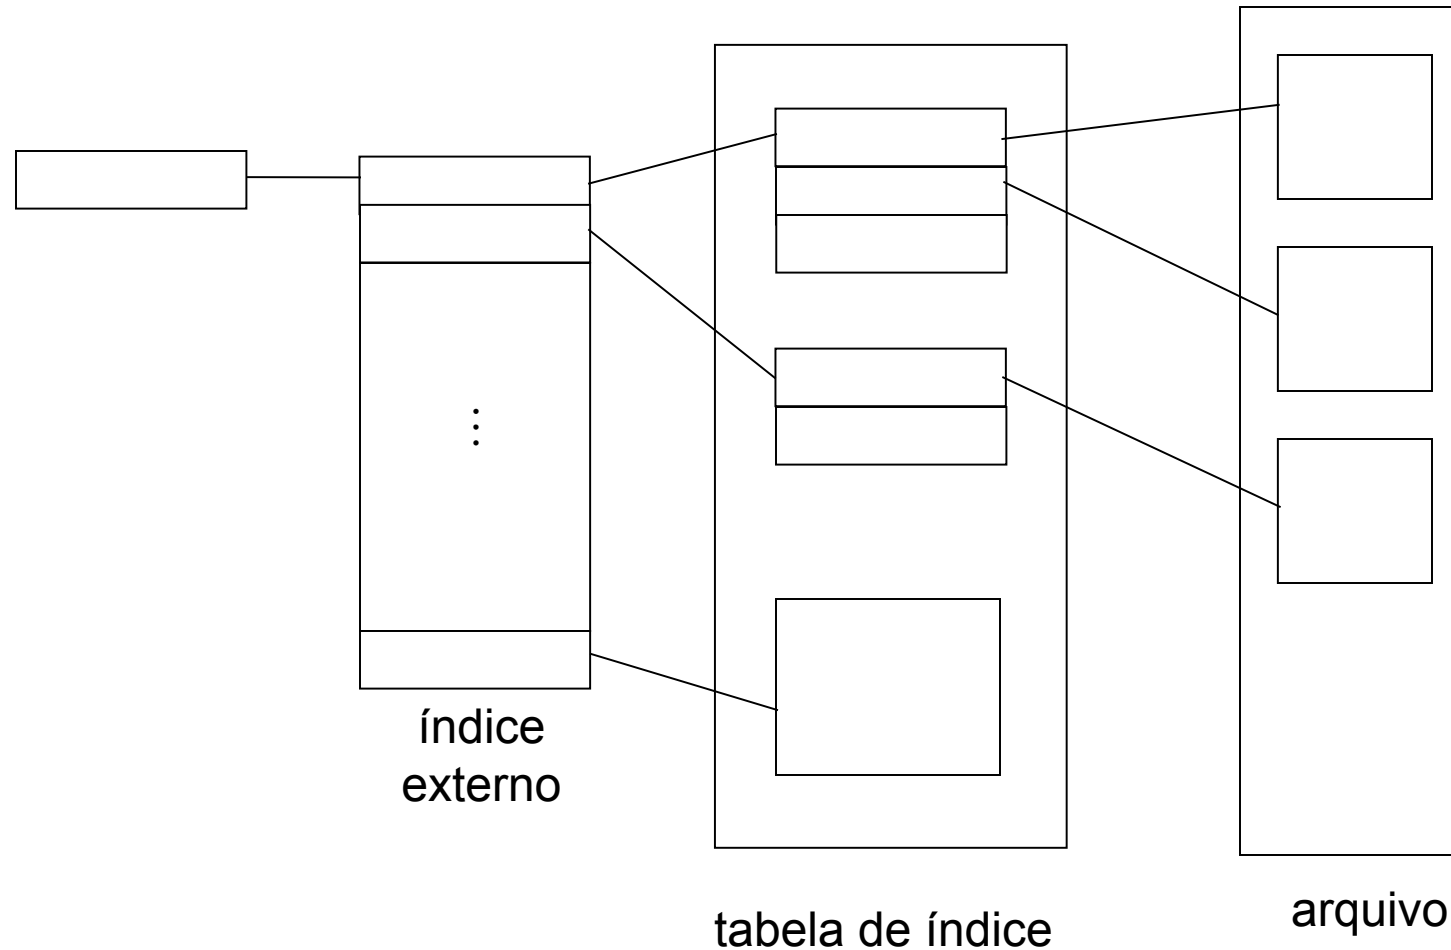 ⋮
índice
externo
tabela de índice
arquivo